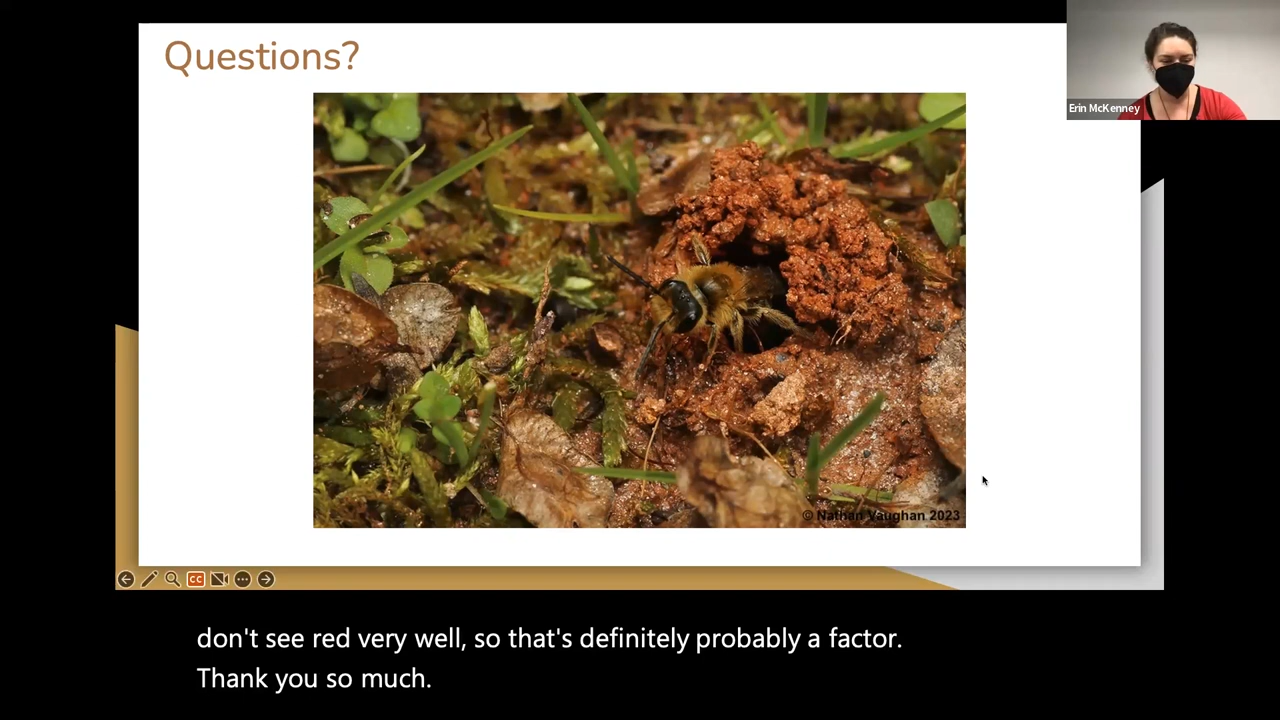 Questions?
Erin McKenney
© Nathan Vaughan 2023
CC
don't see red very well, so that's definitely probably a factor.
Thank you so much.